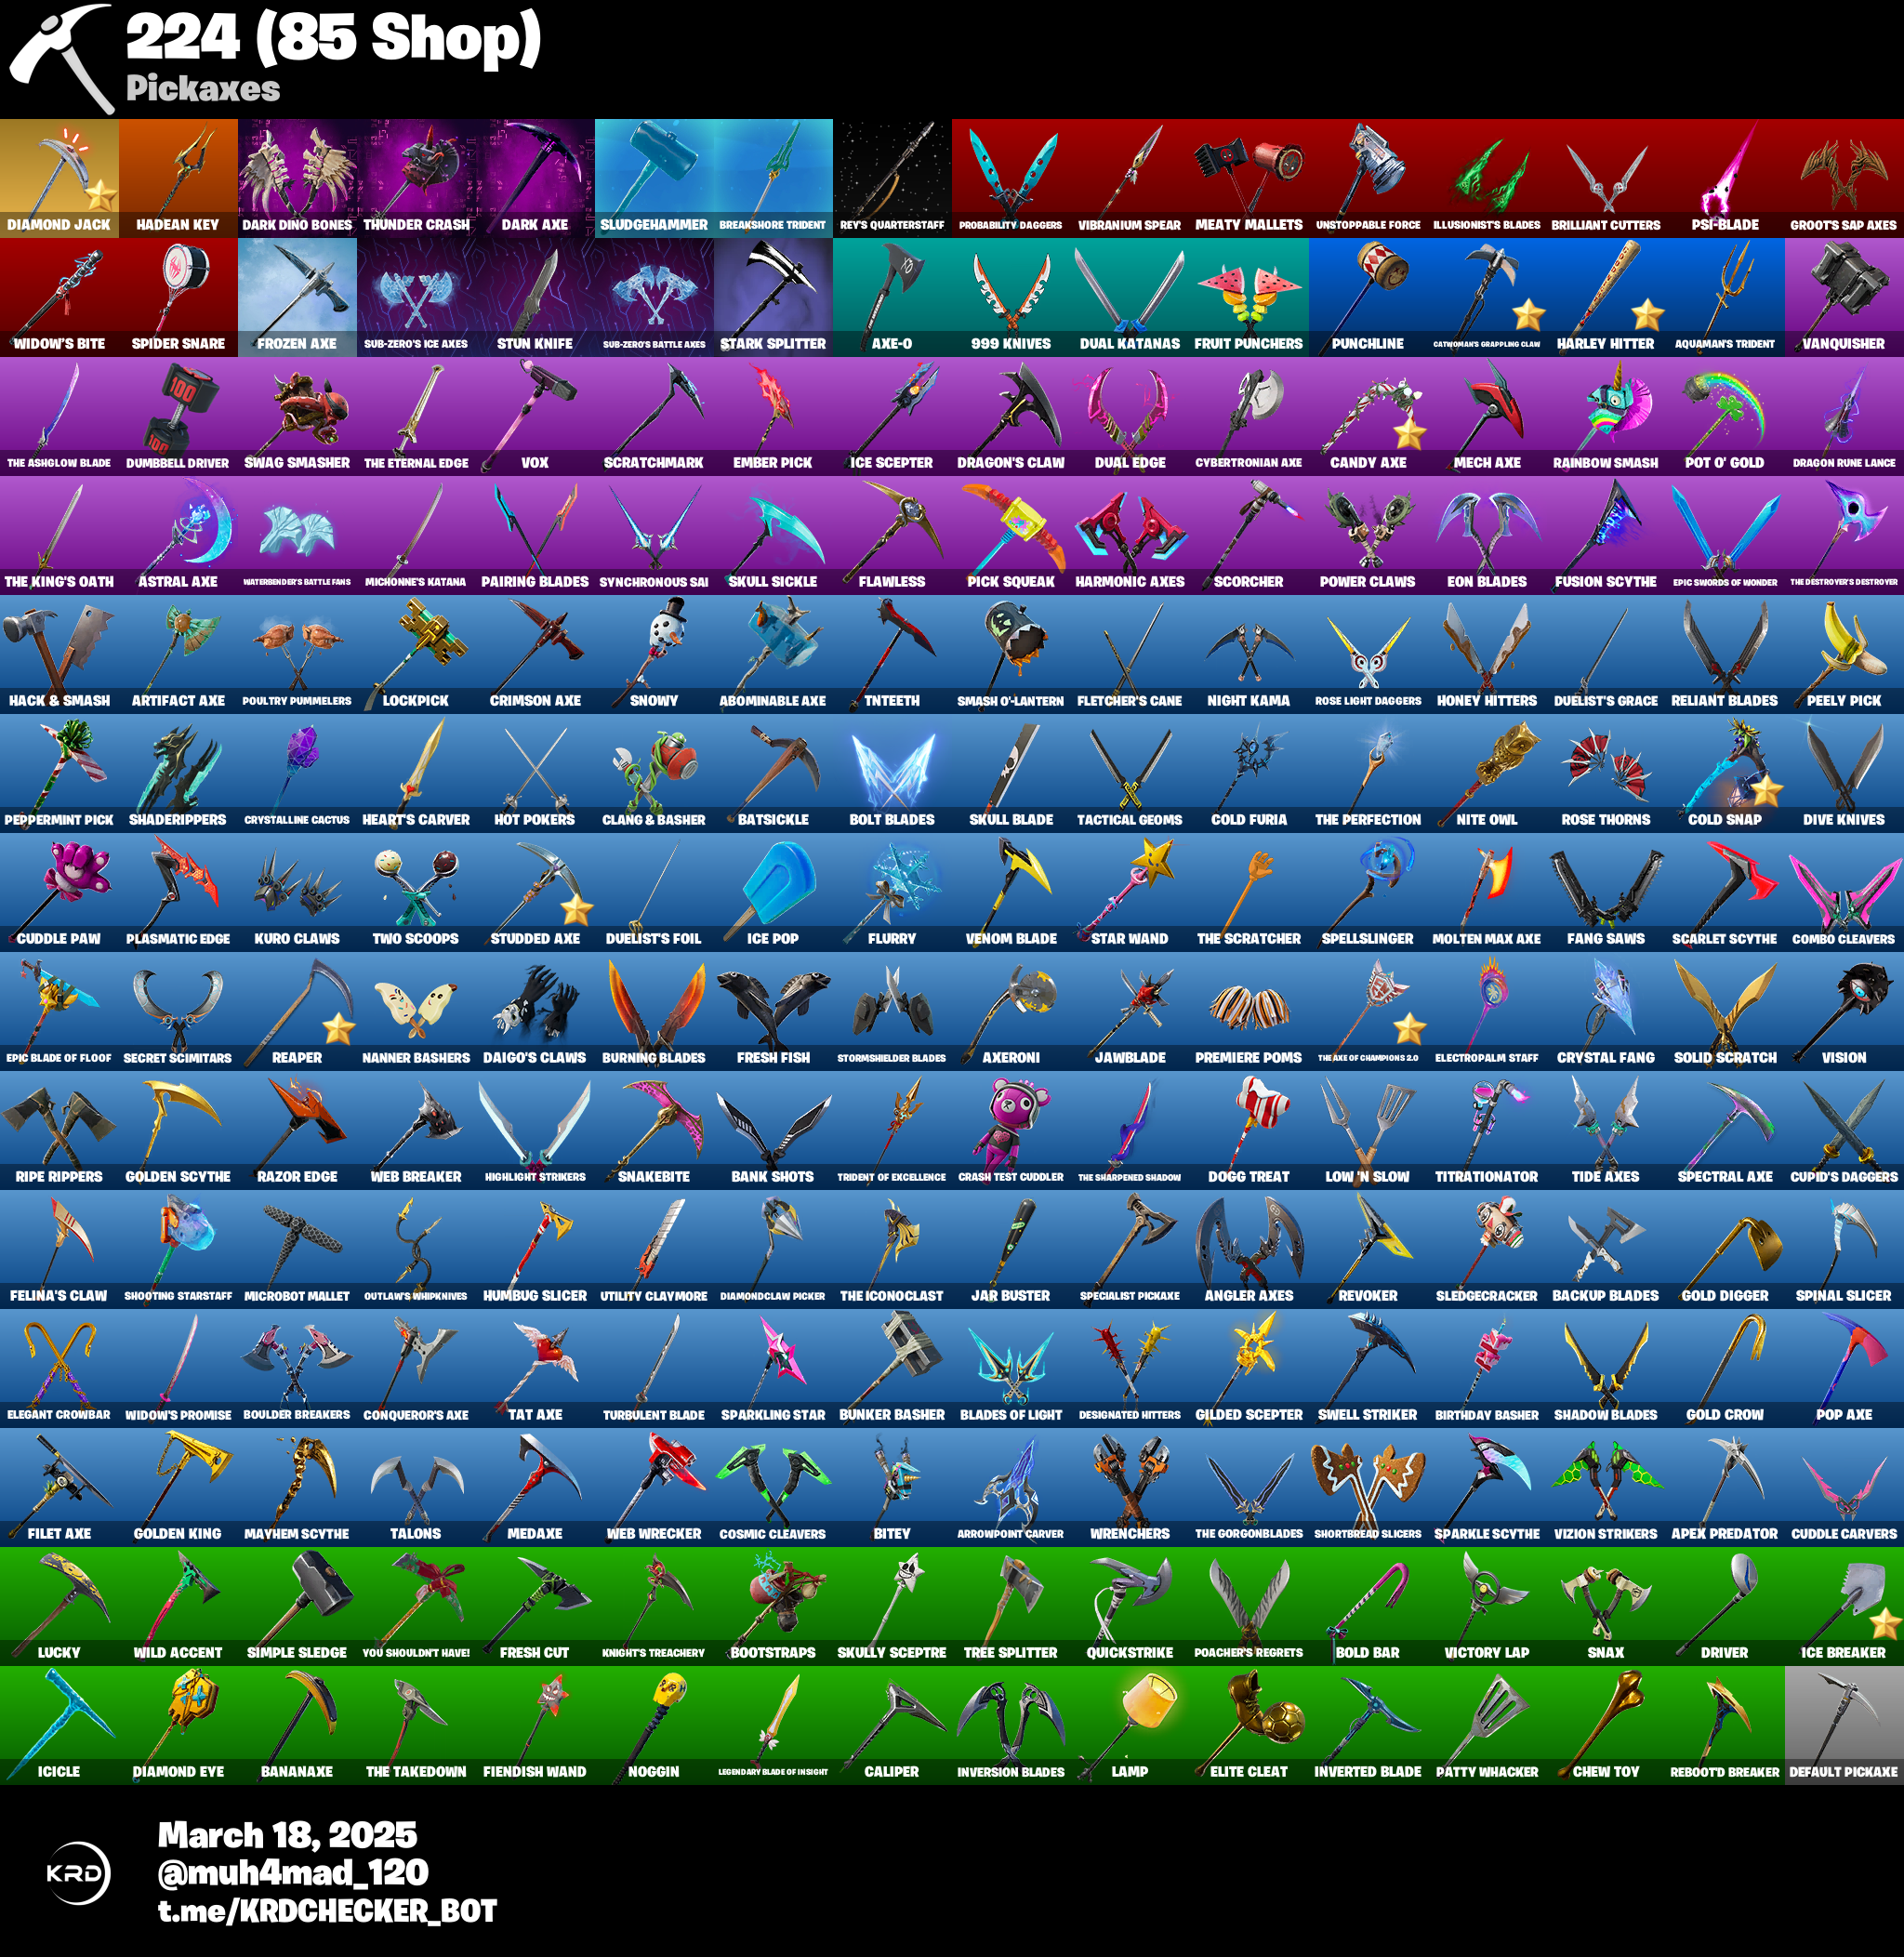 224 (85 Shop)
Pickaxes
DIAMOND JACK HADEAN KEY DARK DINO BONES THUNDER CRASH DARK AXE SLUDGEHAMMER BREAKSHORE TRIDENT REY'S QUARTERSTAFF PROBABILITY DAGGERS VIBRANIUM SPEAR MEATY MALLETS UNSTOPPABLE FORCE ILLUSIONIST'S BLADES BRILLIANT CUTTERS PSI-BLADE GROOT'S SAP AXES
WIDOW'S BITE SPIDER SNARE FROZEN AXE SUB-ZERO'S ICE AXES STUN KNIFE SUB-ZERO'S BATTLE AXES STARK SPLITTER AXE-O 999 KNIVES DUAL KATANAS FRUIT PUNCHERS PUNCHLINE CATWOMAN'S GRAPPLING CLAW HARLEY HITTER AQUAMAN'S TRIDENT VANQUISHER
THE ASHGLOW BLADE DUMBBELL DRIVER SWAG SMASHER THE ETERNAL EDGE VOX SCRATCHMARK EMBER PICK ICE SCEPTER DRAGON'S CLAW DUAL EDGE CYBERTRONIAN AXE CANDY AXE MECH AXE RAINBOW SMASH POT O' GOLD DRAGON RUNE LANCE
THE KING'S OATH ASTRAL AXE WATERBENDER'S BATTLE FANS MICHONNE'S KATANA PAIRING BLADES SYNCHRONOUS SAI SKULL SICKLE FLAWLESS PICK SQUEAK HARMONIC AXES SCORCHER POWER CLAWS EON BLADES FUSION SCYTHE EPIC SWORDS OF WONDER THE DESTROYER'S DESTROYER
HACK & SMASH ARTIFACT AXE POULTRY PUMMELERS LOCKPICK CRIMSON AXE SNOWY ABOMINABLE AXE TNTEETH SMASH O'-LANTERN FLETCHER'S CANE NIGHT KAMA ROSE LIGHT DAGGERS HONEY HITTERS DUELIST'S GRACE RELIANT BLADES PEELY PICK
PEPPERMINT PICK SHADERIPPERS CRYSTALLINE CACTUS HEART'S CARVER HOT POKERS CLANG & BASHER BATSICKLE BOLT BLADES SKULL BLADE TACTICAL GEOMS COLD FURIA THE PERFECTION NITE OWL ROSE THORNS COLD SNAP DIVE KNIVES
CUDDLE PAW PLASMATIC EDGE KURO CLAWS TWO SCOOPS STUDDED AXE DUELIST'S FOIL ICE POP FLURRY VENOM BLADE STAR WAND THE SCRATCHER SPELLSLINGER MOLTEN MAX AXE FANG SAWS SCARLET SCYTHE COMBO CLEAVERS
EPIC BLADE OF FLOOF SECRET SCIMITARS REAPER NANNER BASHERS DAIGO'S CLAWS BURNING BLADES FRESH FISH STORMSHIELDER BLADES AXERONI JAWBLADE PREMIERE POMS THE AXE OF CHAMPIONS 2.0 ELECTROPALM STAFF CRYSTAL FANG SOLID SCRATCH VISION
RIPE RIPPERS GOLDEN SCYTHE RAZOR EDGE WEB BREAKER HIGHLIGHT STRIKERS SNAKEBITE BANK SHOTS TRIDENT OF EXCELLENCE CRASH TEST CUDDLER THE SHARPENED SHADOW DOGG TREAT LOW 'N SLOW TITRATIONATOR TIDE AXES SPECTRAL AXE CUPID'S DAGGERS
FELINA'S CLAW SHOOTING STARSTAFF MICROBOT MALLET OUTLAW'S WHIPKNIVES HUMBUG SLICER UTILITY CLAYMORE DIAMONDCLAW PICKER THE ICONOCLAST JAR BUSTER SPECIALIST PICKAXE ANGLER AXES REVOKER SLEDGECRACKER BACKUP BLADES GOLD DIGGER SPINAL SLICER
ELEGANT CROWBAR WIDOW'S PROMISE BOULDER BREAKERS CONQUEROR'S AXE TAT AXE TURBULENT BLADE SPARKLING STAR BUNKER BASHER BLADES OF LIGHT DESIGNATED HITTERS GILDED SCEPTER SWELL STRIKER BIRTHDAY BASHER SHADOW BLADES GOLD CROW POP AXE
FILET AXE GOLDEN KING MAYHEM SCYTHE TALONS MEDAXE WEB WRECKER COSMIC CLEAVERS BITEY ARROWPOINT CARVER WRENCHERS THE GORGONBLADES SHORTBREAD SLICERS SPARKLE SCYTHE VIZION STRIKERS APEX PREDATOR CUDDLE CARVERS
LUCKY WILD ACCENT SIMPLE SLEDGE YOU SHOULDN'T HAVE! FRESH CUT KNIGHT'S TREACHERY BOOTSTRAPS SKULLY SCEPTRE TREE SPLITTER QUICKSTRIKE POACHER'S REGRETS BOLD BAR VICTORY LAP SNAX DRIVER ICE BREAKER
ICICLE DIAMOND EYE BANANAXE THE TAKEDOWN FIENDISH WAND NOGGIN LEGENDARY BLADE OF INSIGHT CALIPER INVERSION BLADES LAMP ELITE CLEAT INVERTED BLADE PATTY WHACKER CHEW TOY REBOOT'D BREAKER DEFAULT PICKAXE
March 18, 2025
KRD
@muh4mad_120
t.me/KRDCHECKER_BOT